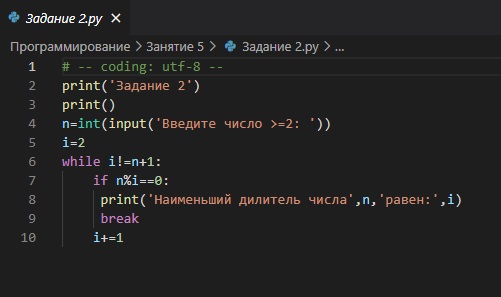 Задание 2.py ×
Программирование > Занятие 5 > Задание 2.py > ...
1 # -- coding: utf-8 --
2 print('Задание 2')
3 print()
4 n=int(input('Введите число >=2: '))
5 i=2
6 while i!=n+1:
7     if n%i==0:
8      print('Наименьший дилитель числа',n,'равен:',i)
9      break
10     i+=1